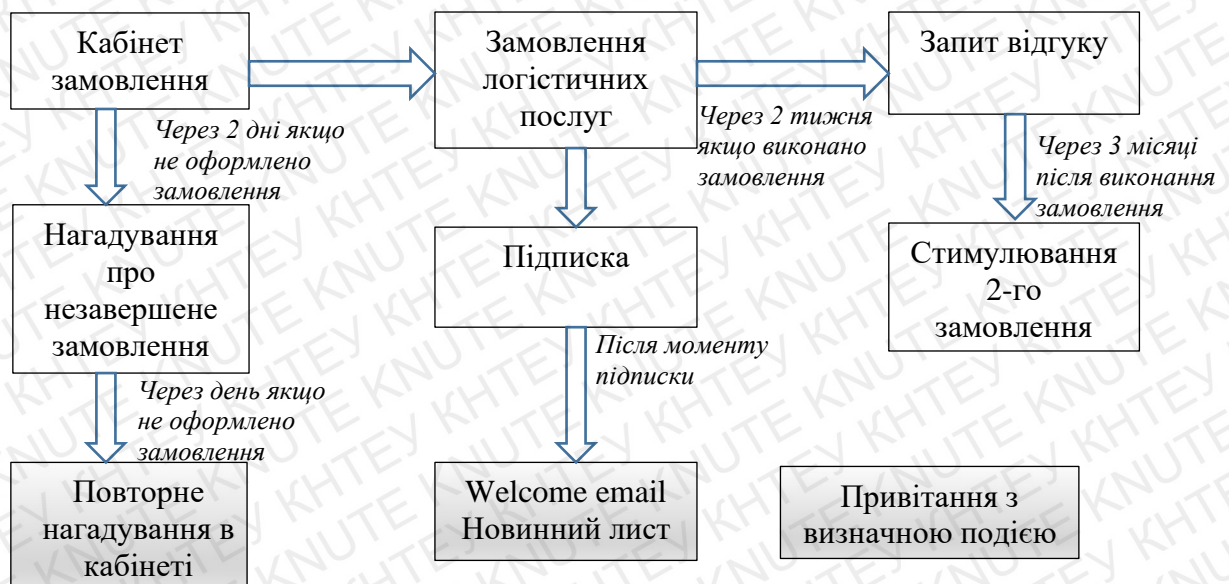 Кабінет
замовлення
Замовлення
логістичних
послуг
Запит відгуку
Через 2 дні якщо
не оформлено
замовлення
Через 2 тижня
якщо виконано
замовлення
Через 3 місяці
після виконання
замовлення
Нагадування
про
незавершене
замовлення
Підписка
Стимулювання
2-го
замовлення
Через день якщо
не оформлено
замовлення
Після моменту
підписки
Повторне
нагадування в
кабінеті
Welcome email
Новинний лист
Привітання з
визначною подією